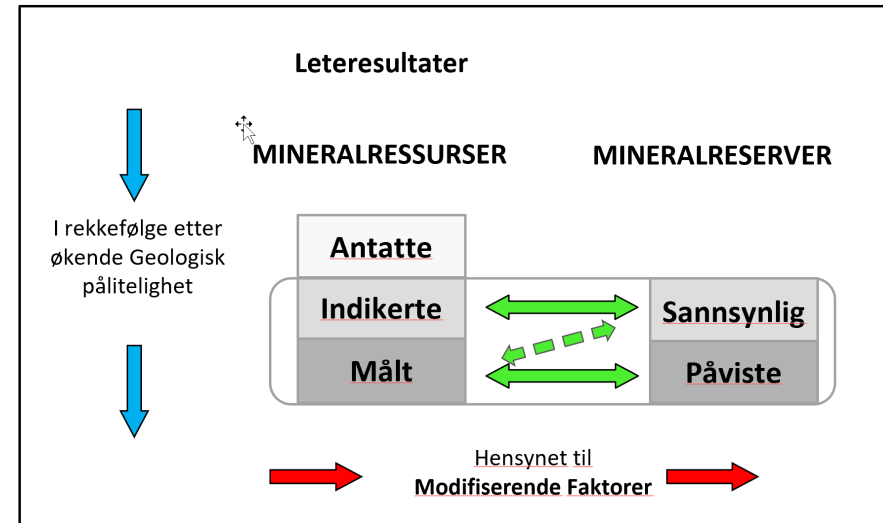 Leteresultater
MINERALRESSURSER
MINERALRESERVER
I rekkefølge etter
økende Geologisk
pålitelighet
Antatte
Indikerte
Sannsynlig
Målt
Påviste
Hensynet til
Modifiserende Faktorer